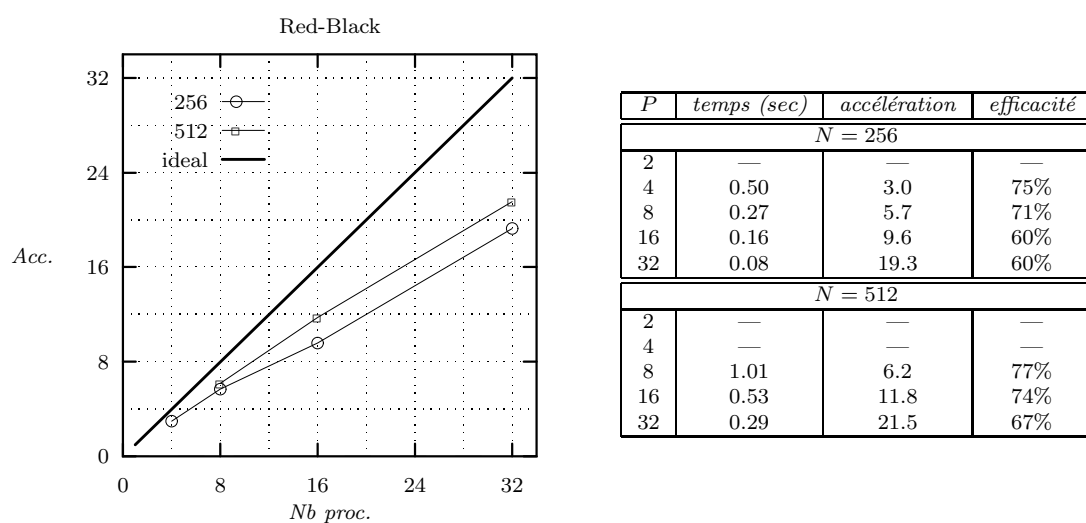 Red-Black
32
24
16
8
0
256
512
ideal
Acc.
0 8 16 24 32
Nb proc.
P temps (sec) accélération efficacité
N = 256
2 — — —
4 0.50 3.0 75%
8 0.27 5.7 71%
16 0.16 9.6 60%
32 0.08 19.3 60%
N = 512
2 — — —
4 — — —
8 1.01 6.2 77%
16 0.53 11.8 74%
32 0.29 21.5 67%